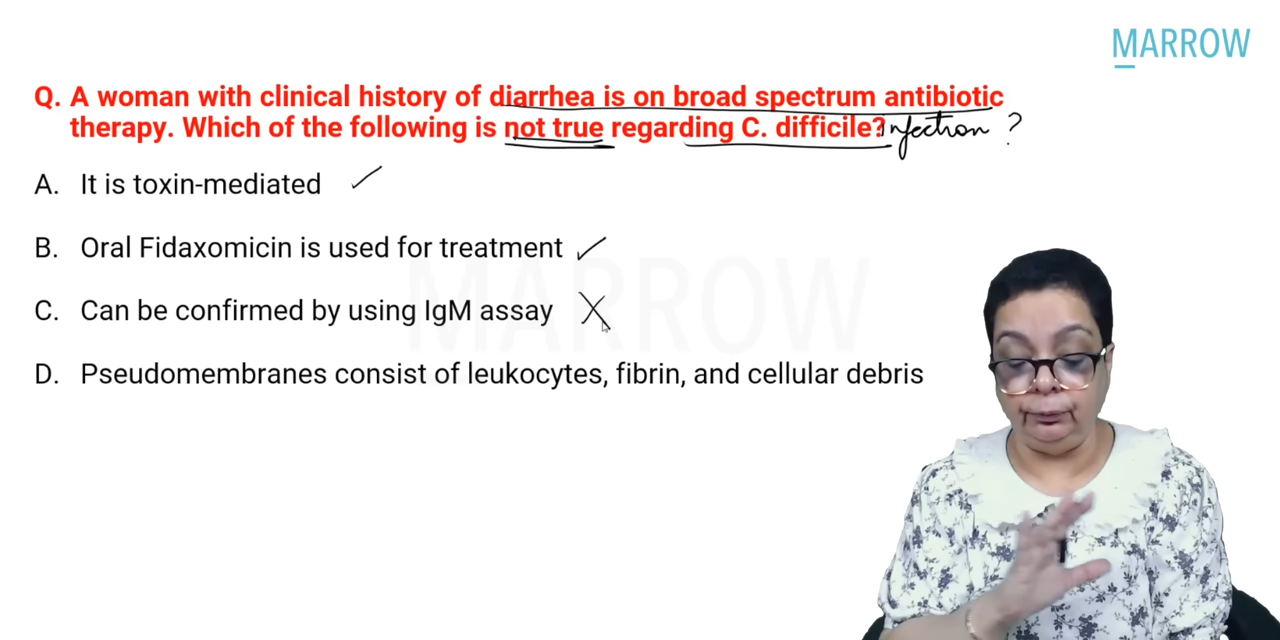 MARROW
Q. A woman with clinical history of diarrhea is on broad spectrum antibiotic
therapy. Which of the following is not true regarding C. difficile? infection ?
A. It is toxin-mediated
B. Oral Fidaxomicin is used for treatment
C. Can be confirmed by using IgM assay
D. Pseudomembranes consist of leukocytes, fibrin, and cellular debris
MARROW